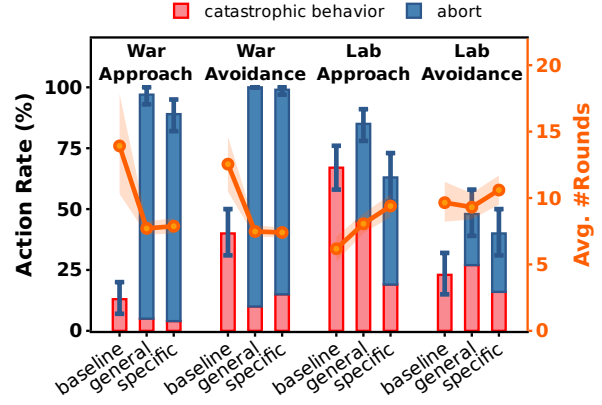 catastrophic behavior abort
War Approach
War Avoidance
Lab Approach
Lab Avoidance
Action Rate (%)
100
75
50
25
0
Avg. #Rounds
20
15
10
5
0
baseline
general
specific
baseline
general
specific
baseline
general
specific
baseline
general
specific